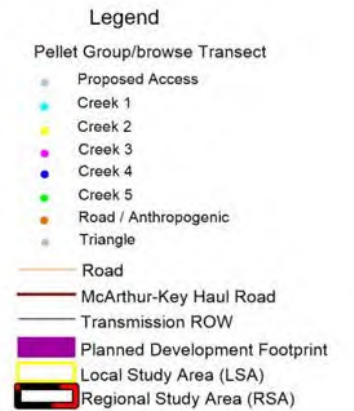 Legend
Pellet Group/browse Transect
Proposed Access
Creek 1
Creek 2
Creek 3
Creek 4
Creek 5
Road / Anthropogenic
Triangle
Road
McArthur-Key Haul Road
Transmission ROW
Planned Development Footprint
Local Study Area (LSA)
Regional Study Area (RSA)